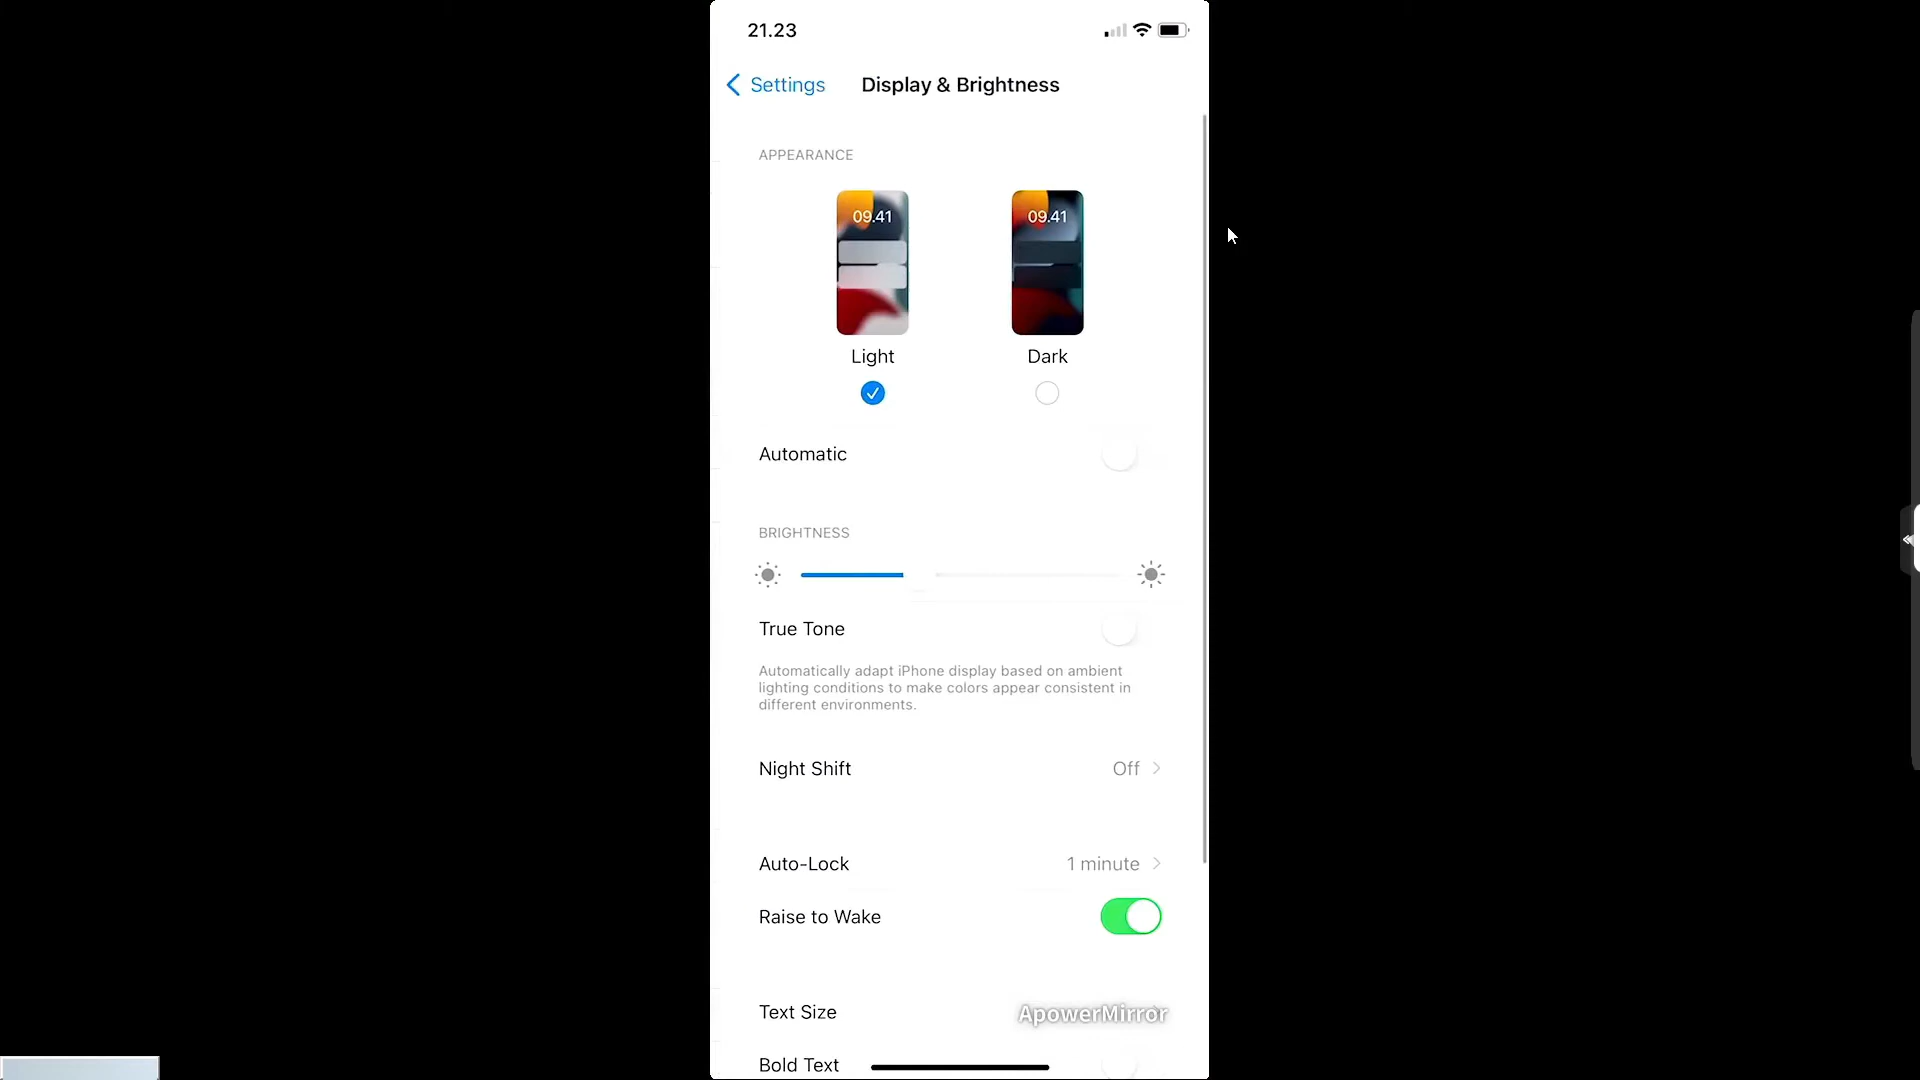 21.23
Settings
Display & Brightness
APPEARANCE
09.41
09.41
Light
Dark
Automatic
BRIGHTNESS
True Tone
Automatically adapt iPhone display based on ambient
lighting conditions to make colors appear consistent in
different environments.
Night Shift
Off
Auto-Lock
1 minute
Raise to Wake
Text Size
ApowerMirror
Bold Text